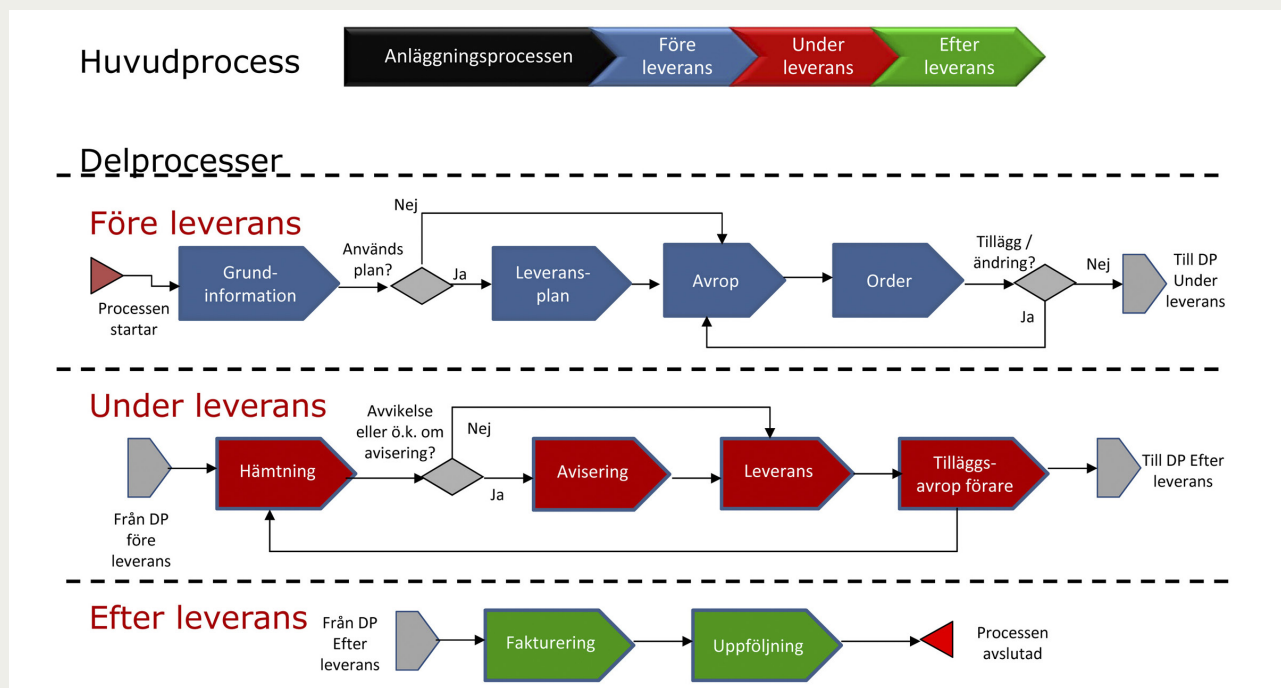 Huvudprocess
Anläggningsprocessen
Före
leverans
Under
leverans
Efter
leverans
Delprocesser
Före leverans
Processen
startar
Grund-
information
Används
plan?
Nej
Ja
Leverans-
plan
Avrop
Order
Tillägg /
ändring?
Nej
Ja
Till DP
Under
leverans
Under leverans
Från DP
före
leverans
Hämtning
Avvikelse
eller ö.k. om
avisering?
Nej
Ja
Avisering
Leverans
Tilläggs-
avrop förare
Till DP Efter
leverans
Efter leverans
Från DP
Efter
leverans
Fakturering
Uppföljning
Processen
avslutad